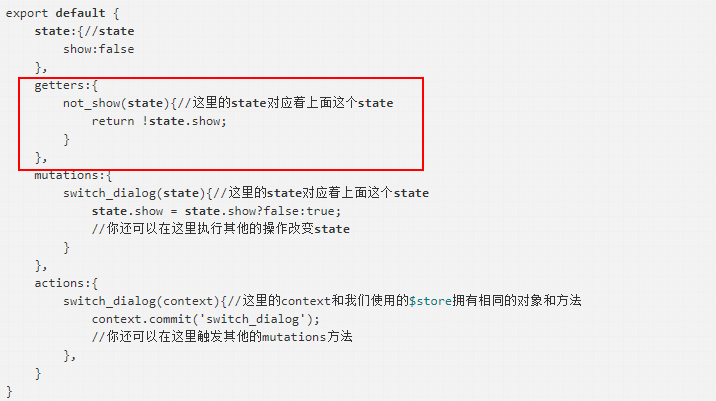 export default {
    state:{//state
        show:false
    },
    getters:{
        not_show(state){//这里的state对应着上面这个state
            return !state.show;
        }
    },
    mutations:{
        switch_dialog(state){//这里的state对应着上面这个state
            state.show = state.show?false:true;
            //你还可以在这里执行其他的操作改变state
        }
    },
    actions:{
        switch_dialog(context){//这里的context和我们使用的$store拥有相同的对象和方法
            context.commit('switch_dialog');
            //你还可以在这里触发其他的mutations方法
        },
    }
}